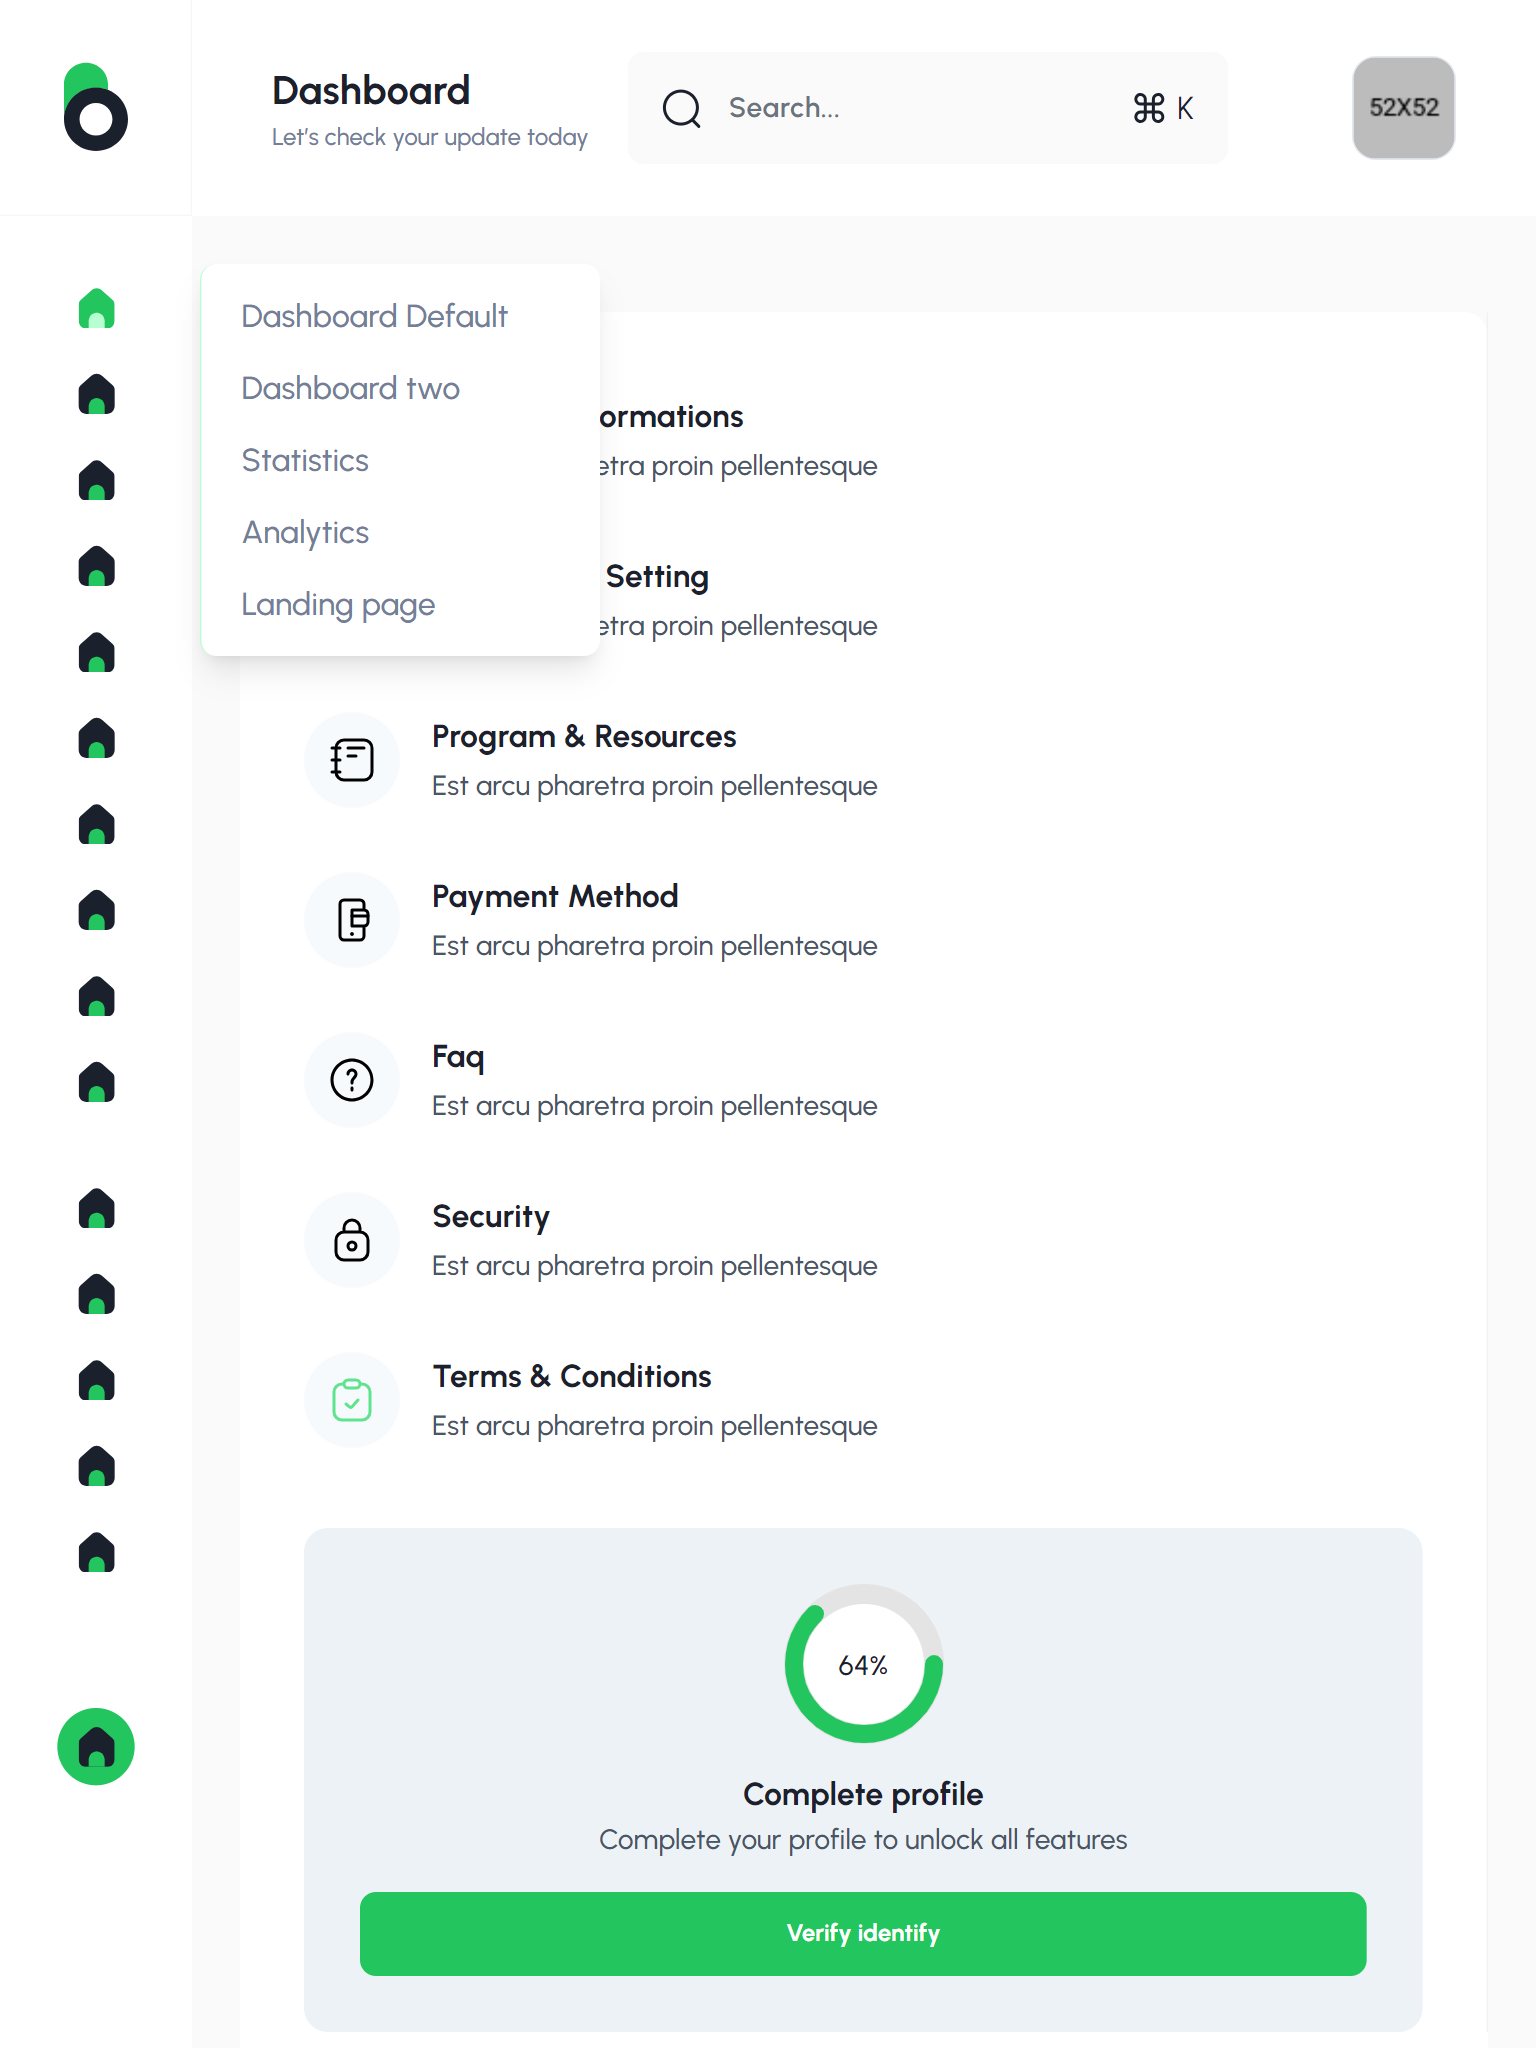 Dashboard
Let's check your update today
Search...
⌘ K
52X52
Dashboard Default
Dashboard two
Statistics
Analytics
Landing page
ormations
etra proin pellentesque
Setting
etra proin pellentesque
Program & Resources
Est arcu pharetra proin pellentesque
Payment Method
Est arcu pharetra proin pellentesque
Faq
Est arcu pharetra proin pellentesque
Security
Est arcu pharetra proin pellentesque
Terms & Conditions
Est arcu pharetra proin pellentesque
64%
Complete profile
Complete your profile to unlock all features
Verify identify